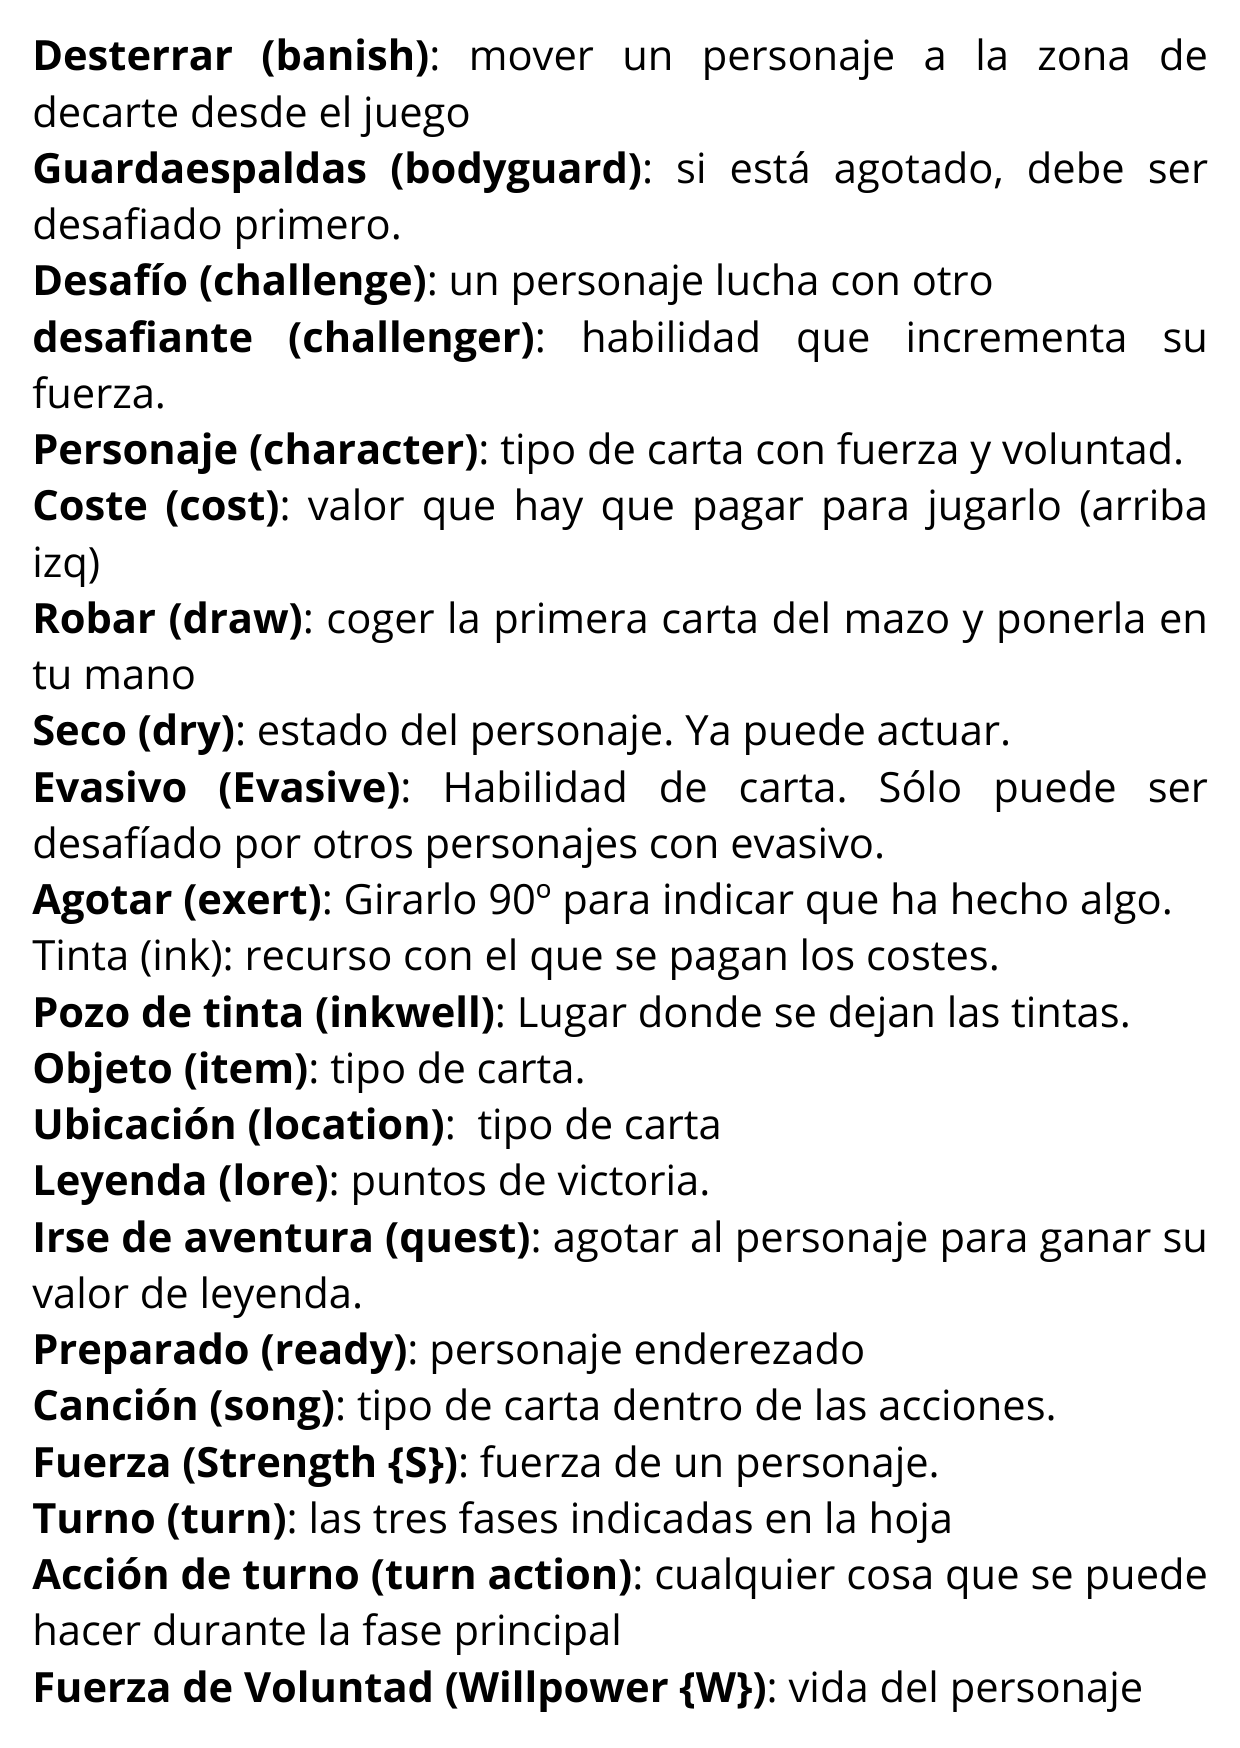 Desterrar (banish): mover un personaje a la zona de
decarte desde el juego
Guardaespaldas (bodyguard): si está agotado, debe ser
desafiado primero.
Desafío (challenge): un personaje lucha con otro
desafiante (challenger): habilidad que incrementa su
fuerza.
Personaje (character): tipo de carta con fuerza y voluntad.
Coste (cost): valor que hay que pagar para jugarlo (arriba
izq)
Robar (draw): coger la primera carta del mazo y ponerla en
tu mano
Seco (dry): estado del personaje. Ya puede actuar.
Evasivo (Evasive): Habilidad de carta. Sólo puede ser
desafíado por otros personajes con evasivo.
Agotar (exert): Girarlo 90º para indicar que ha hecho algo.
Tinta (ink): recurso con el que se pagan los costes.
Pozo de tinta (inkwell): Lugar donde se dejan las tintas.
Objeto (item): tipo de carta.
Ubicación (location):  tipo de carta
Leyenda (lore): puntos de victoria.
Irse de aventura (quest): agotar al personaje para ganar su
valor de leyenda.
Preparado (ready): personaje enderezado
Canción (song): tipo de carta dentro de las acciones.
Fuerza (Strength {S}): fuerza de un personaje.
Turno (turn): las tres fases indicadas en la hoja
Acción de turno (turn action): cualquier cosa que se puede
hacer durante la fase principal
Fuerza de Voluntad (Willpower {W}): vida del personaje